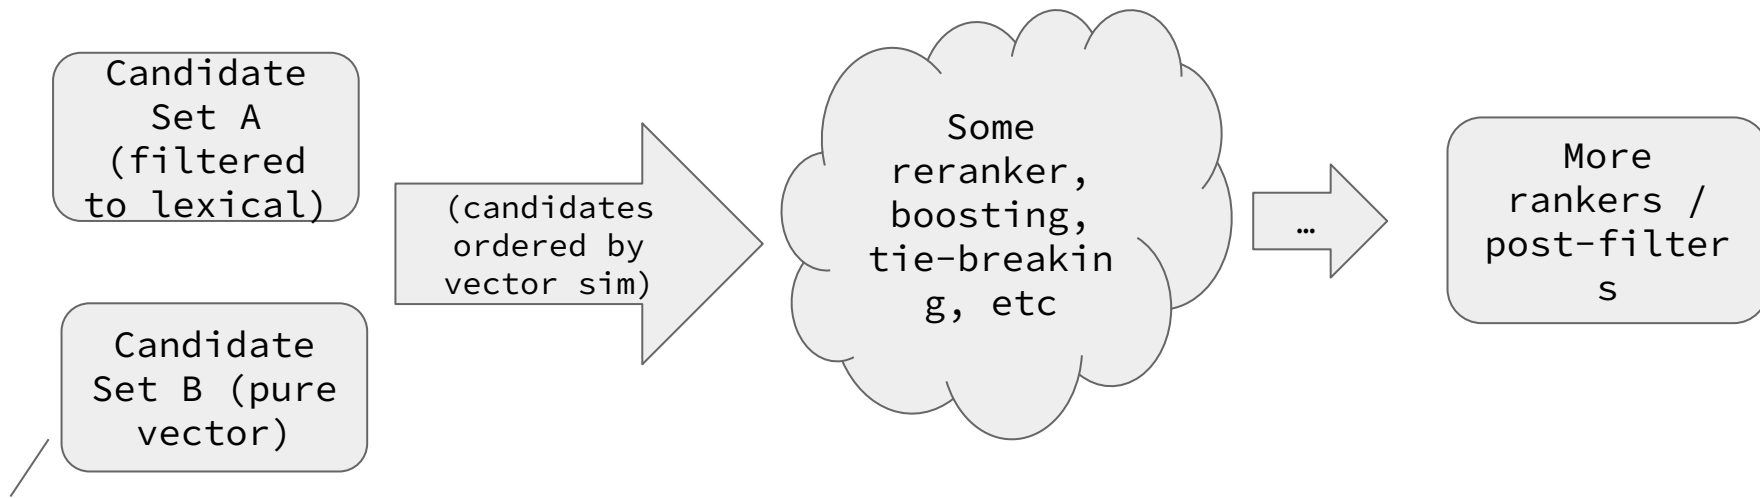 Candidate
Set A
(filtered
to lexical)
Candidate
Set B (pure
vector)
(candidates
ordered by
vector sim)
Some
reranker,
boosting,
tie-breakin
g, etc
…
More
rankers /
post-filter
s